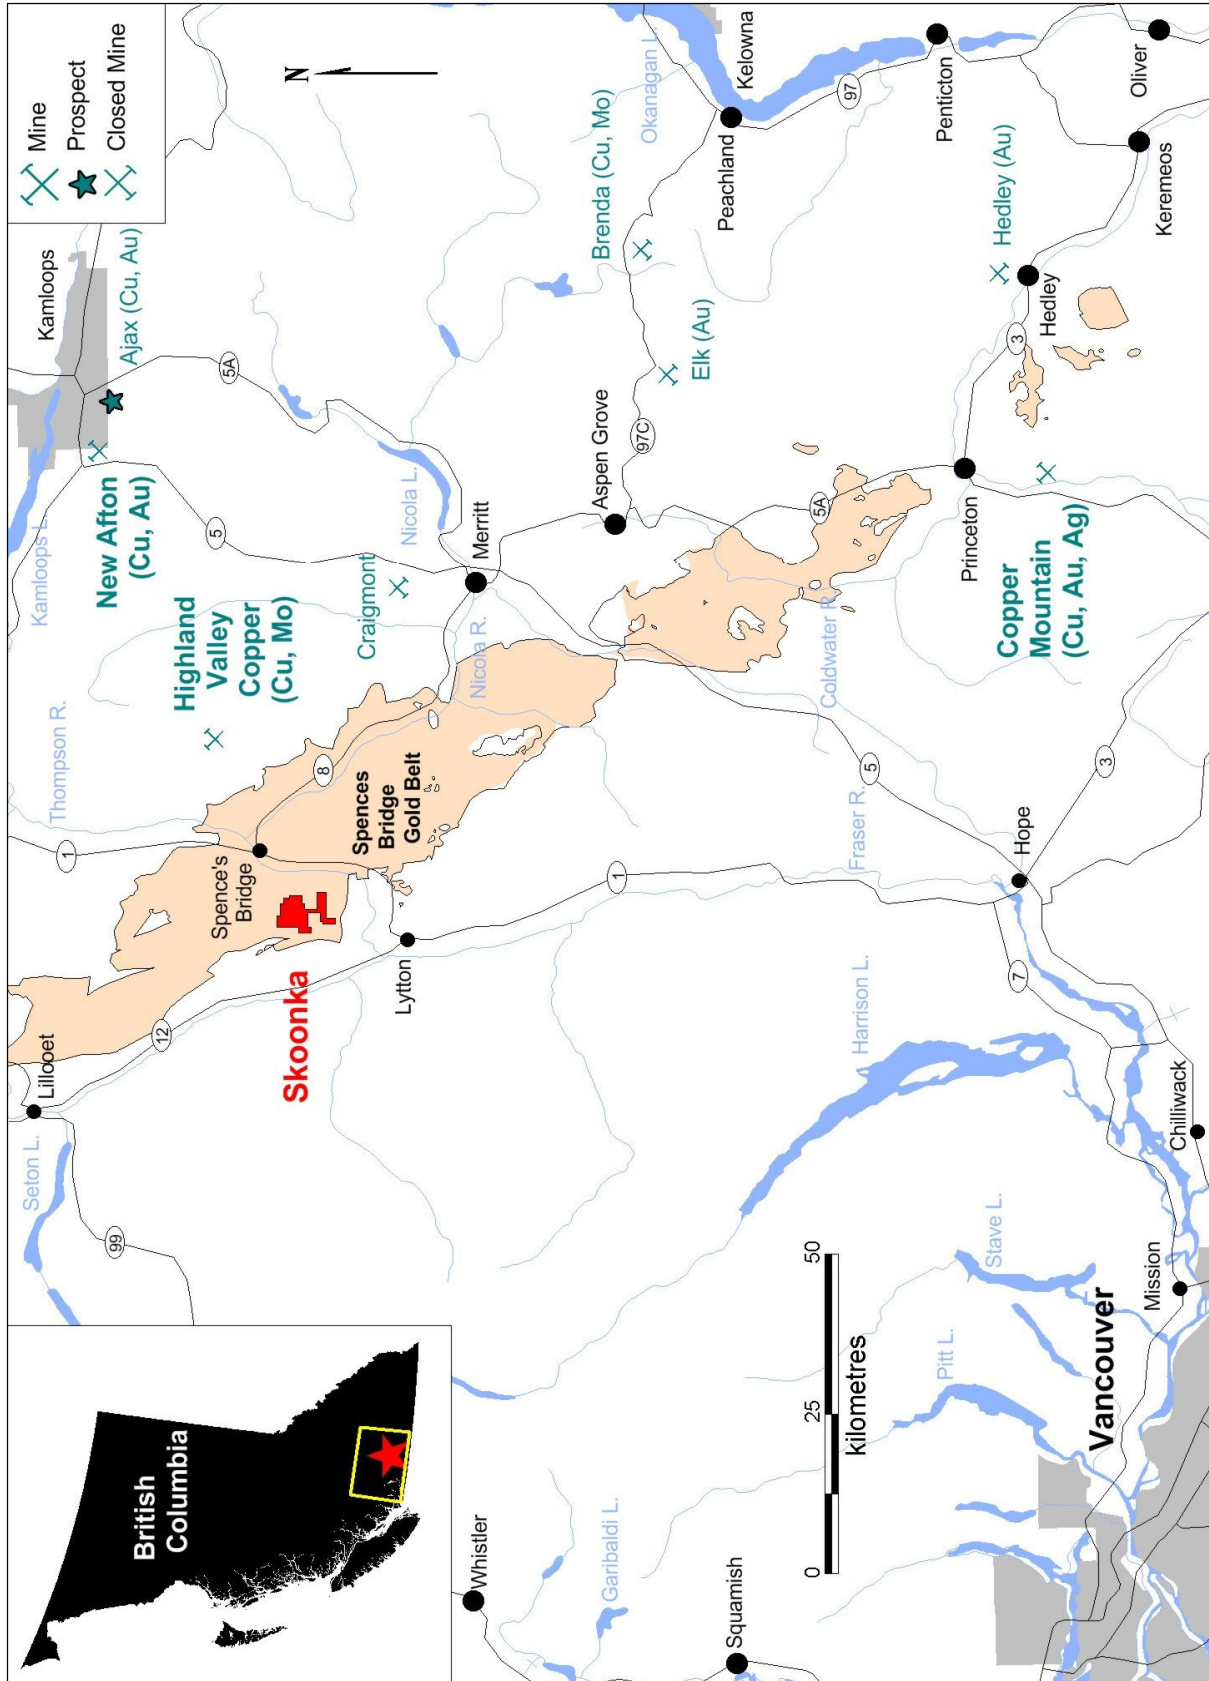 British
Columbia
Mine
Prospect
Closed Mine
N
Seton L.
Lillooet
99
12
Thompson R.
1
Kamloops L.
Kamloops
Ajax (Cu, Au)
New Afton
(Cu, Au)
5
5A
Highland
Valley
Copper
(Cu, Mo)
Spence's
Bridge
8
Skoonka
Spences
Bridge
Gold Belt
Lytton
Craigmont
Nicola L.
Merritt
Nicola R.
Whistler
Garibaldi L.
Squamish
1
Aspen Grove
97C
Elk (Au)
Brenda (Cu, Mo)
Okanagan L.
Peachland
Kelowna
97
0
25
50
kilometres
Harrison L.
Fraser R.
5
Coldwater R.
5A
Princeton
Copper
Mountain
(Cu, Au, Ag)
3
Hedley (Au)
Hedley
Penticton
Keremeos
Oliver
Pitt L.
Stave L.
7
Hope
3
Vancouver
Mission
Chilliwack